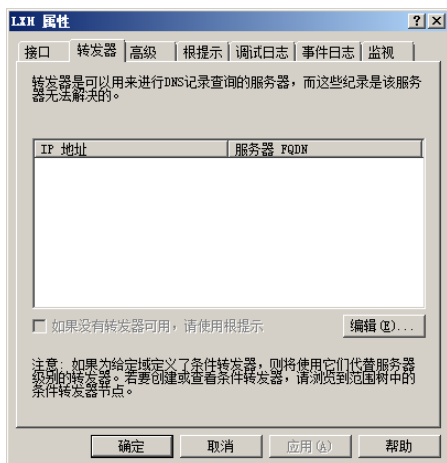 LXH 属性
接口 转发器 高级 根提示 调试日志 事件日志 监视
转发器是可以用来进行DNS记录查询的服务器，而这些纪录是该服务
器无法解决的。
IP 地址 服务器 FQDN
如果没有转发器可用，请使用根提示 编辑(E)...
注意: 如果为给定域定义了条件转发器，则将使用它们代替服务器
级别的转发器。若要创建或查看条件转发器，请浏览到范围树中的
条件转发器节点。
确定 取消 应用(A) 帮助